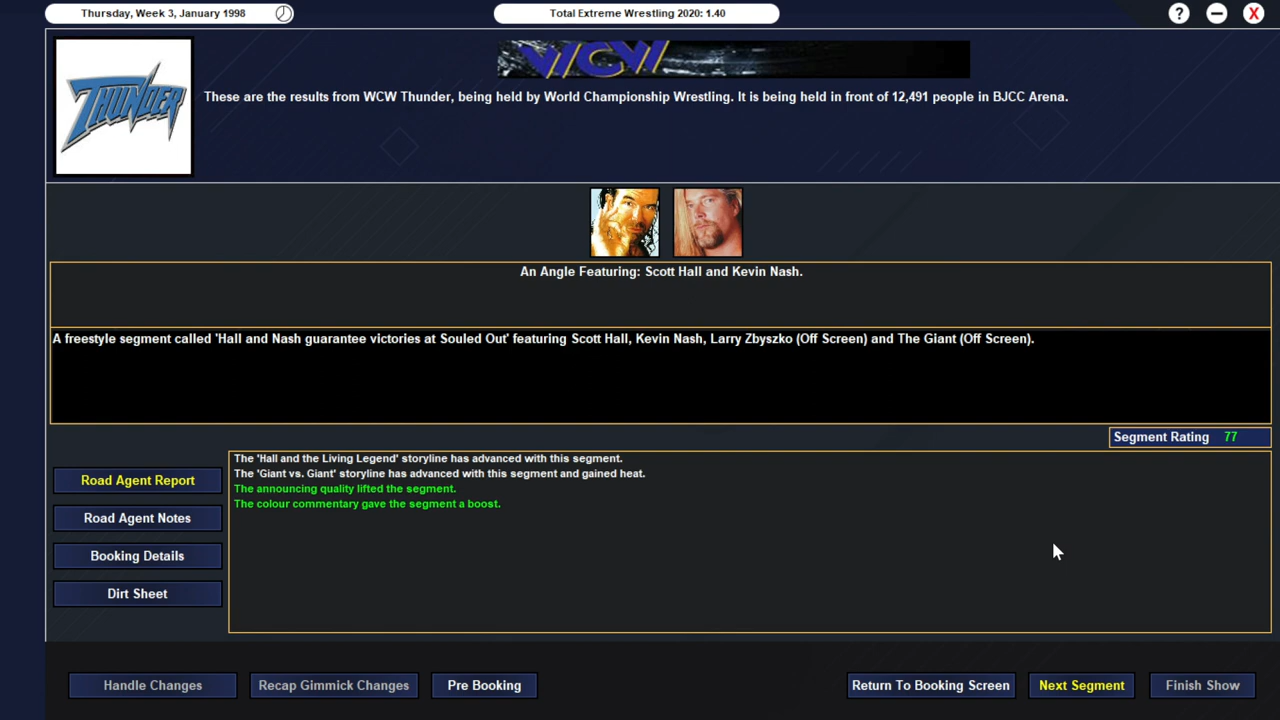 Thursday, Week 3, January 1998
Total Extreme Wrestling 2020: 1.40
?
X
THUNDER
WCW
These are the results from WCW Thunder, being held by World Championship Wrestling. It is being held in front of 12,491 people in BJCC Arena.
An Angle Featuring: Scott Hall and Kevin Nash.
A freestyle segment called 'Hall and Nash guarantee victories at Souled Out' featuring Scott Hall, Kevin Nash, Larry Zbyszko (Off Screen) and The Giant (Off Screen).
Segment Rating 77
The 'Hall and the Living Legend' storyline has advanced with this segment.
The 'Giant vs. Giant' storyline has advanced with this segment and gained heat.
The announcing quality lifted the segment.
The colour commentary gave the segment a boost.
Road Agent Report
Road Agent Notes
Booking Details
Dirt Sheet
Handle Changes
Recap Gimmick Changes
Pre Booking
Return To Booking Screen
Next Segment
Finish Show